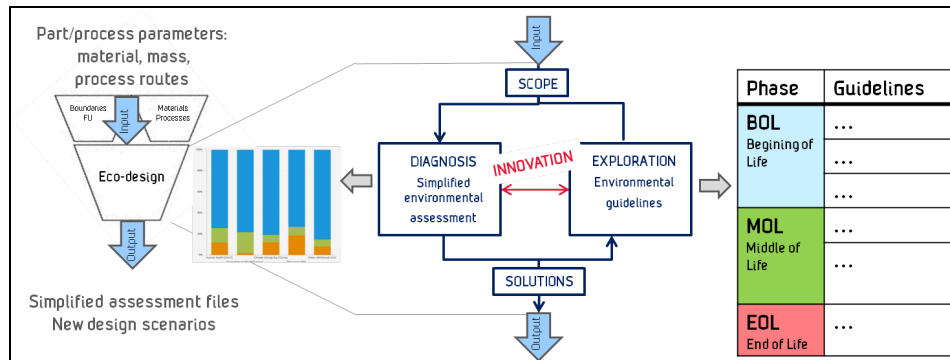 Part/process parameters:
material, mass,
process routes
Boundaries
FU
Materials
Processes
Input
Eco-design
Output
Simplified assessment files
New design scenarios
Input
SCOPE
DIAGNOSIS
Simplified
environmental
assessment
INNOVATION
EXPLORATION
Environmental
guidelines
SOLUTIONS
Output
Phase Guidelines
BOL
Begining of
Life
...
...
...
MOL
Middle of
Life
...
...
EOL
End of Life
...